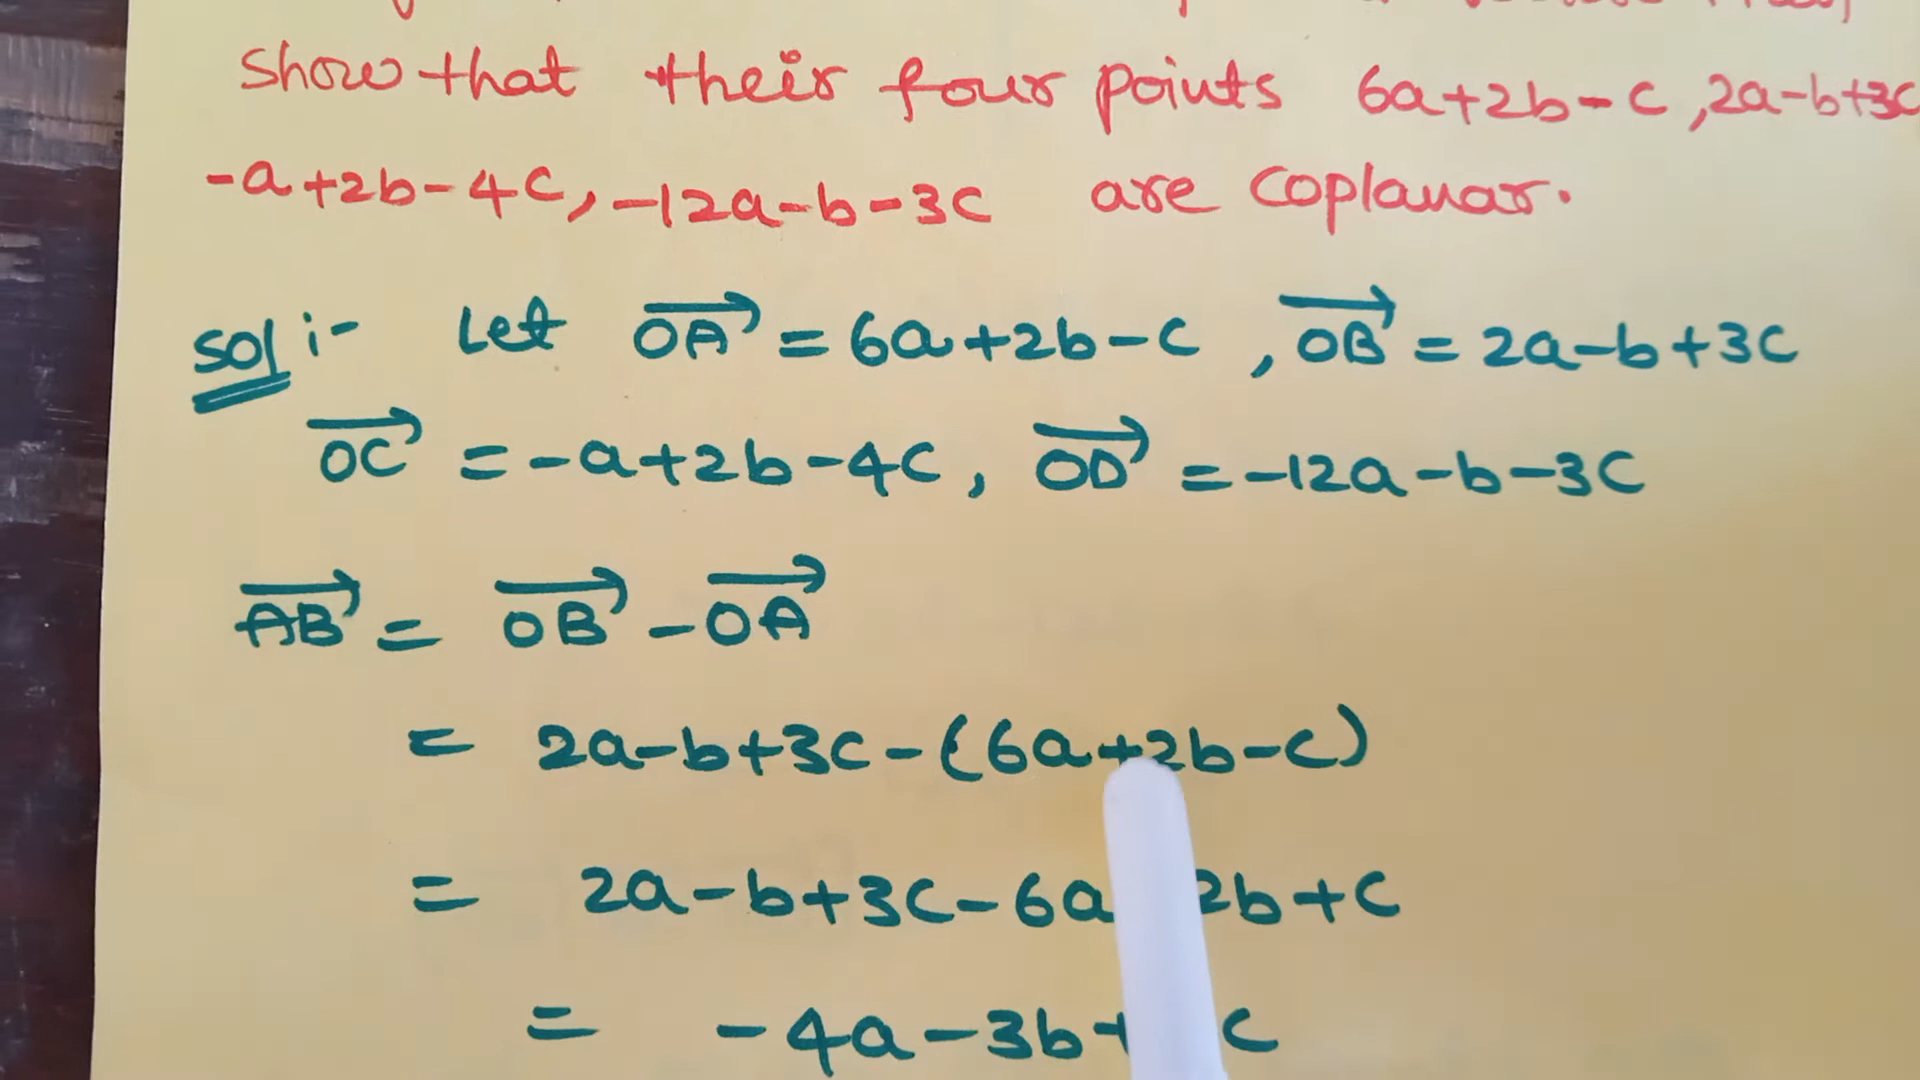 show that their four points 6a+2b-c, 2a-b+3c
-a+2b-4c, -12a-b-3c are coplanar.
Sol:- Let OA = 6a+2b-c, OB = 2a-b+3c
OC = -a+2b-4c, OD = -12a-b-3c
AB = OB - OA
= 2a-b+3c-(6a+2b-c)
= 2a-b+3c-6a 2b+c
= -4a-3b+ c